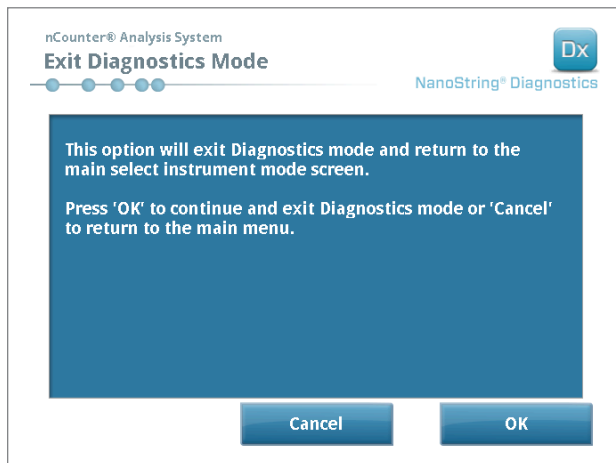 nCounter® Analysis System
Exit Diagnostics Mode
Dx
NanoString® Diagnostics
This option will exit Diagnostics mode and return to the
main select instrument mode screen.
Press 'OK' to continue and exit Diagnostics mode or 'Cancel'
to return to the main menu.
Cancel
OK